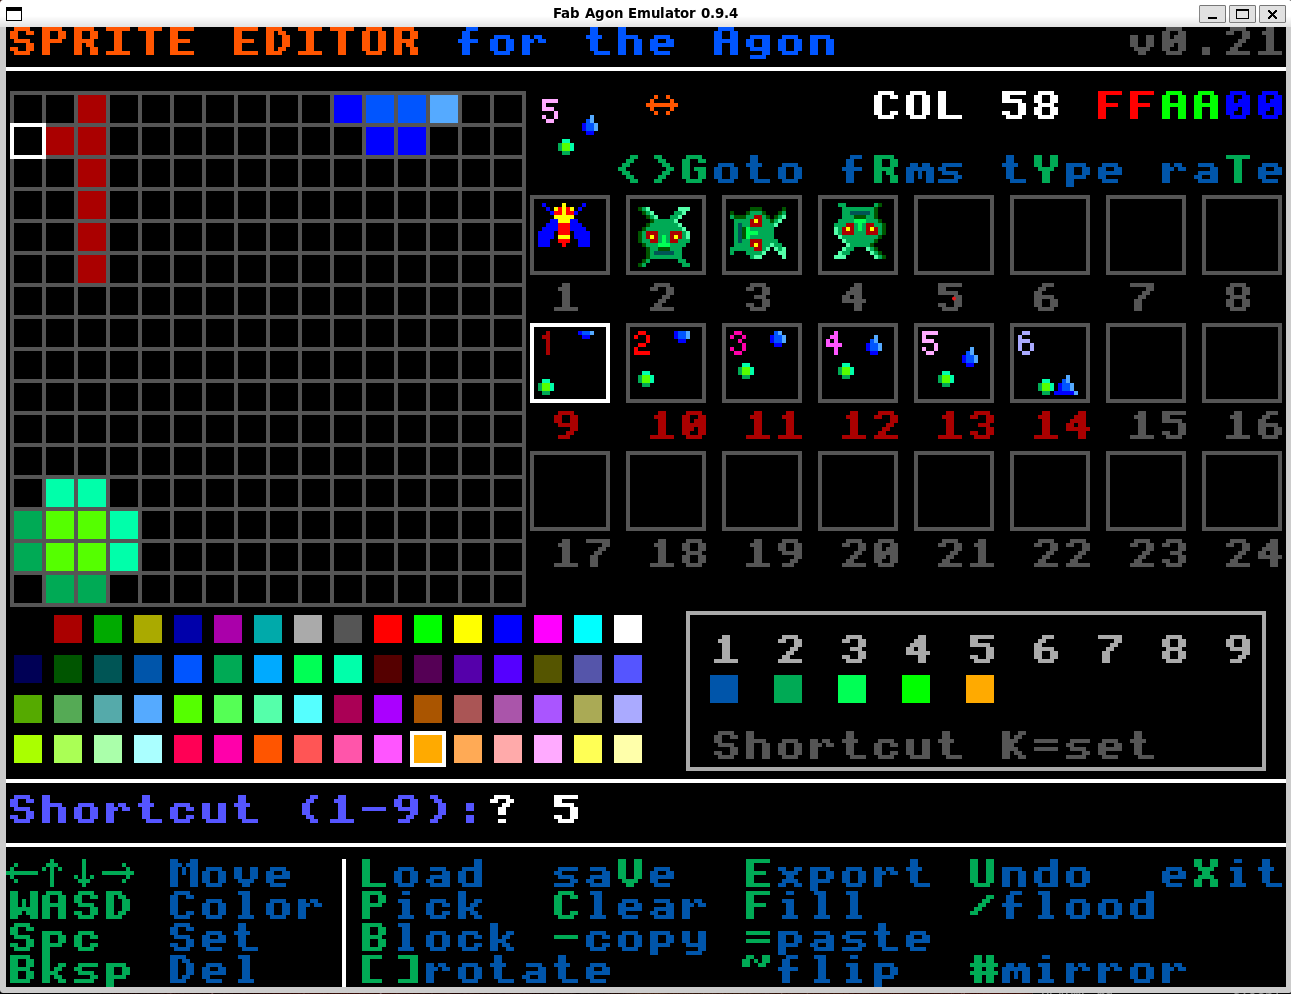 Fab Agon Emulator 0.9.4
SPRITE EDITOR for the Agon v0.21
5 ↔ COL 58 FFAA00
<>Goto fRms tYpe raTe
1 2 3 4 5 6 7 8
1 2 3 4 5 6
9 10 11 12 13 14 15 16
17 18 19 20 21 22 23 24
1 2 3 4 5 6 7 8 9
Shortcut K=set
Shortcut (1-9):? 5
←↑↓→ Move Load saVe Export Undo eXit
WASD Color Pick Clear Fill /flood
Spc Set Block -copy =paste
Bksp Del []rotate ~flip #mirror